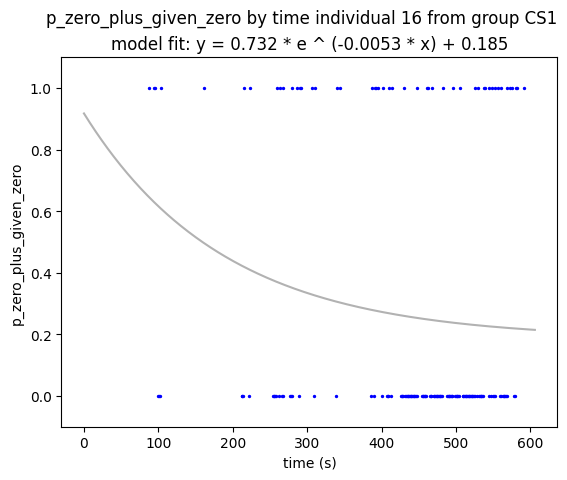 p_zero_plus_given_zero by time individual 16 from group CS1
model fit: y = 0.732 * e ^ (-0.0053 * x) + 0.185
1.0
0.8
0.6
0.4
0.2
0.0
p_zero_plus_given_zero
0 100 200 300 400 500 600
time (s)